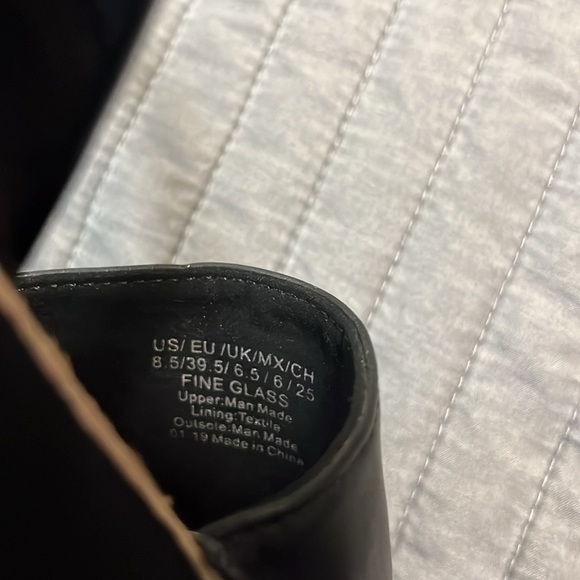 US/ EU /UK/MX/CH
8.5/39.5/ 6.5 / 6 / 25
FINE GLASS
Upper:Man Made
Lining:Textile
Outsole:Man Made
01 19 Made in China